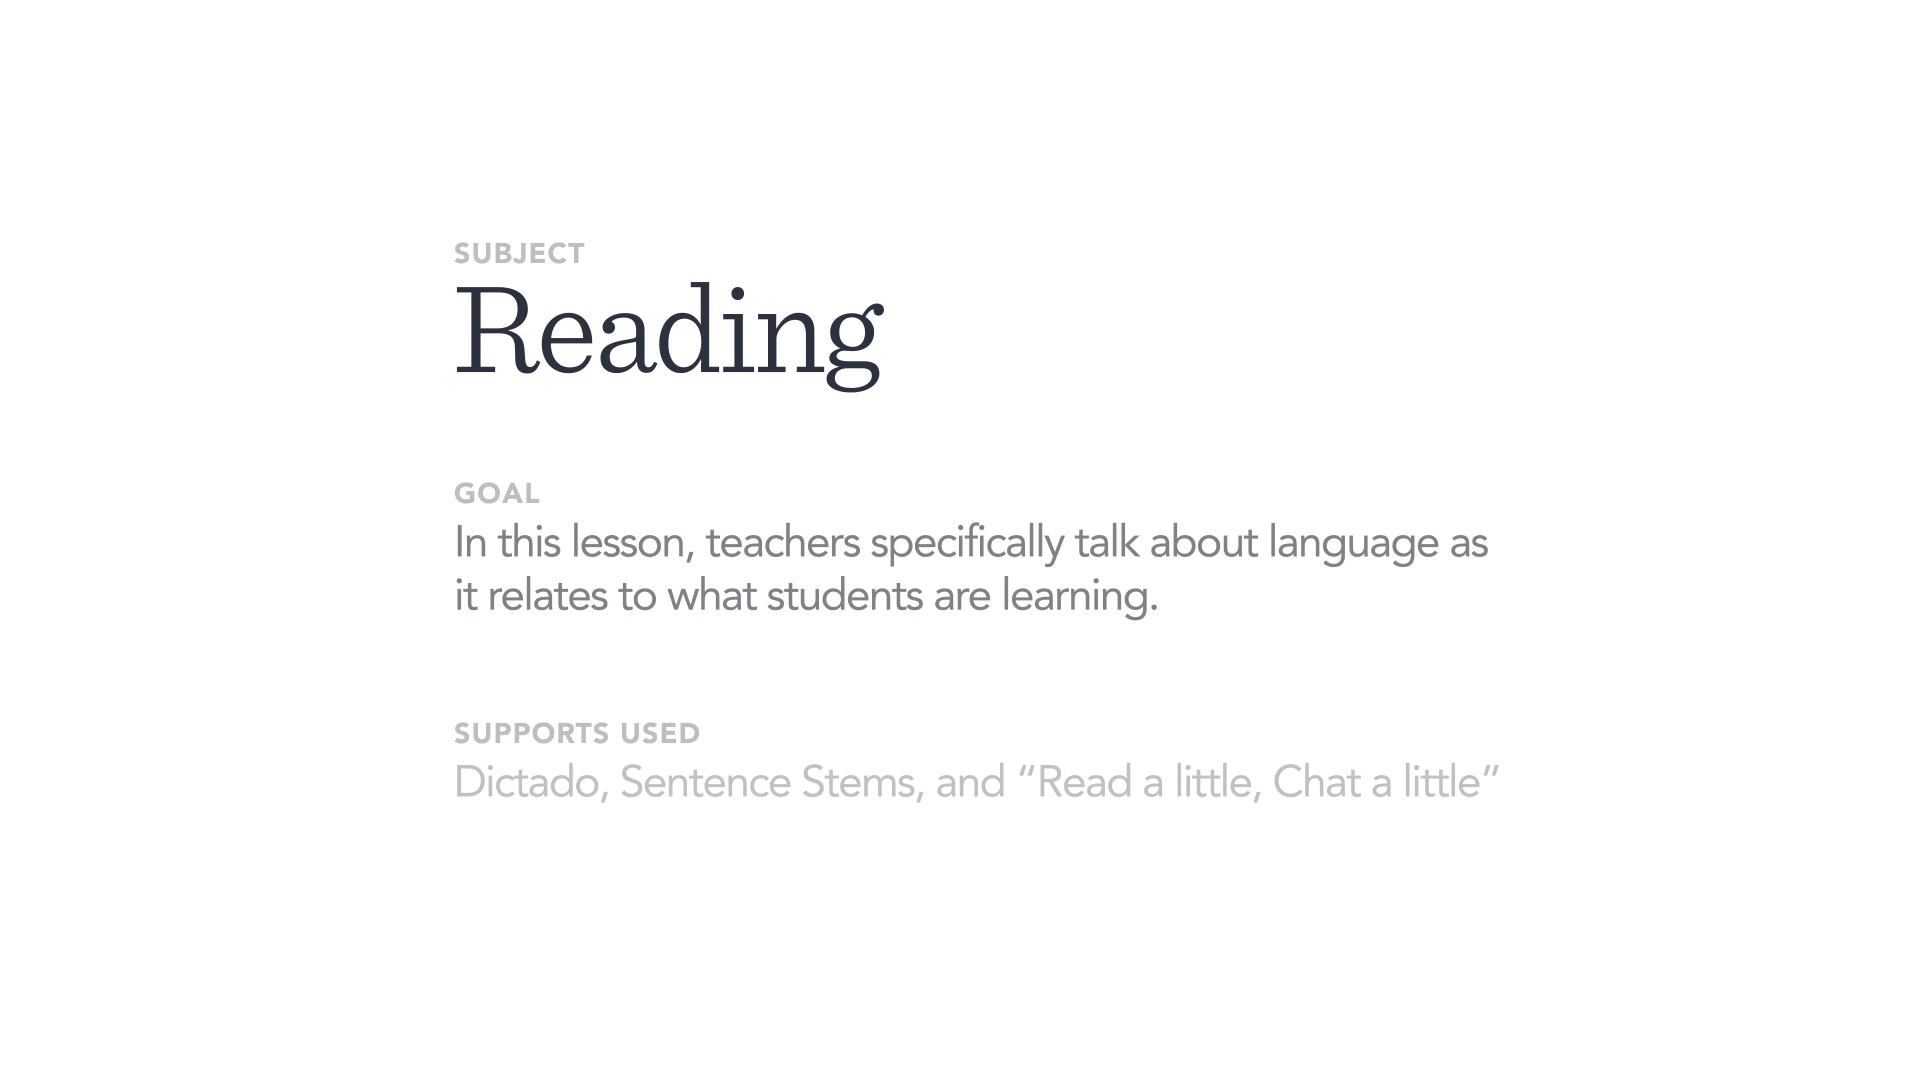 SUBJECT
Reading
GOAL
In this lesson, teachers specifically talk about language as
it relates to what students are learning.
SUPPORTS USED
Dictado, Sentence Stems, and “Read a little, Chat a little”